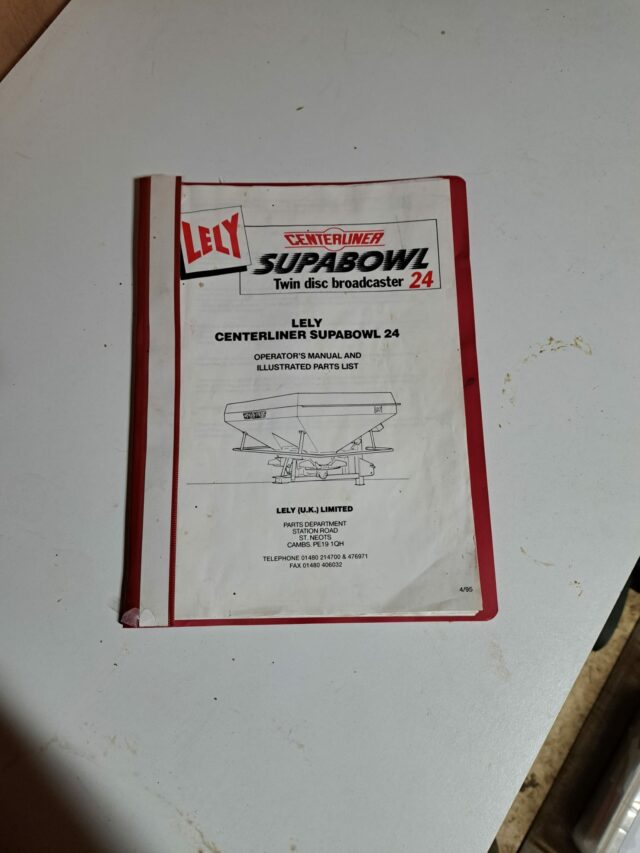 LELY
CENTERLINER
SUPABOWL
Twin disc broadcaster 24
LELY
CENTERLINER SUPABOWL 24
OPERATOR'S MANUAL AND
ILLUSTRATED PARTS LIST
LELY (U.K.) LIMITED
PARTS DEPARTMENT
STATION ROAD
ST. NEOTS
CAMBS. PE19 1QH
TELEPHONE 01480 214700 & 476971
FAX 01480 406032
4/95